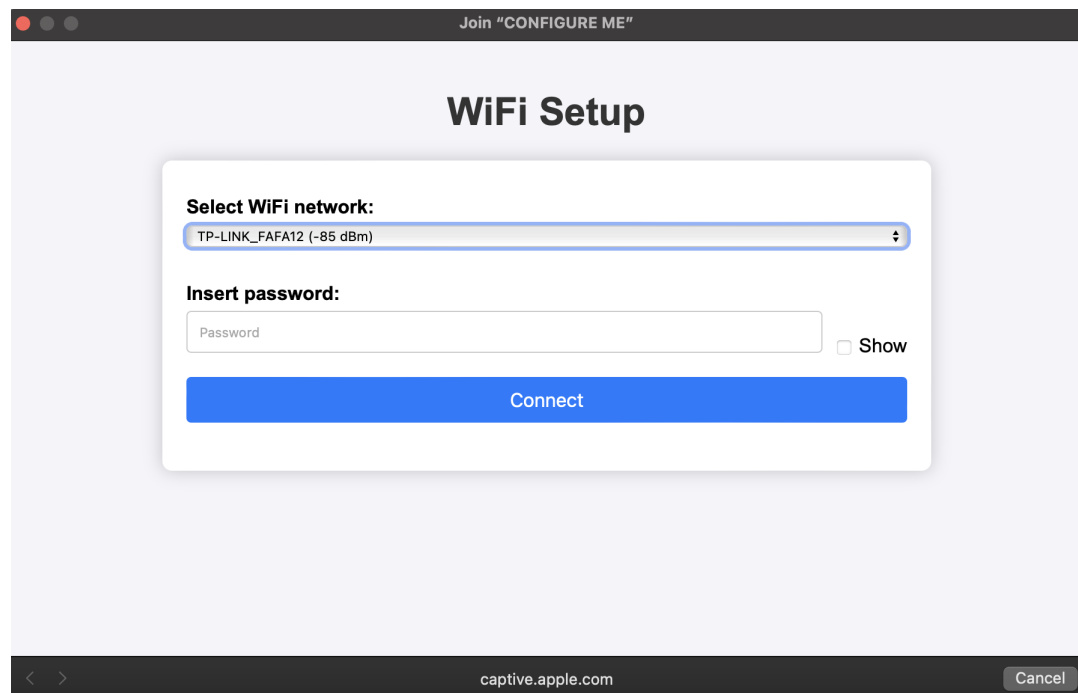 Join “CONFIGURE ME”
WiFi Setup
Select WiFi network:
TP-LINK_FAFA12 (-85 dBm)
Insert password:
Password
Show
Connect
captive.apple.com
Cancel